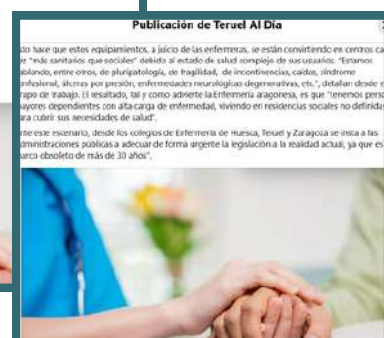 Publicación de Teruel Al Día
sto hace que estes equipamientos, a juicio de las enfermeras, se están convirtiendo en centros ca
ez "más sanitarios que sociales" debido al estado de salud complejo de sus usuarios. "Estamos
ablando, entre otros, de pluripatología, de fragilidad, de incontinencias, caídas, síndrome
onfusional, úlceras por presión, enfermedades neurológicas degenerativas, etc.", detallan desde e
rupo de trabajo. El resultado, tal y como advierte la Enfermería aragonesa, es que "tenemos pers
ayores dependientes con alta carga de enfermedad, viviendo en residencias sociales no definida
ara cubrir sus necesidades de salud".
nte este escenario, desde los colegios de Enfermería de Huesca, Teruel y Zaragoza se insta a las
dministraciones públicas a adecuar de forma urgente la legislación a la realidad actual, ya que es
arco obsoleto de más de 30 años".